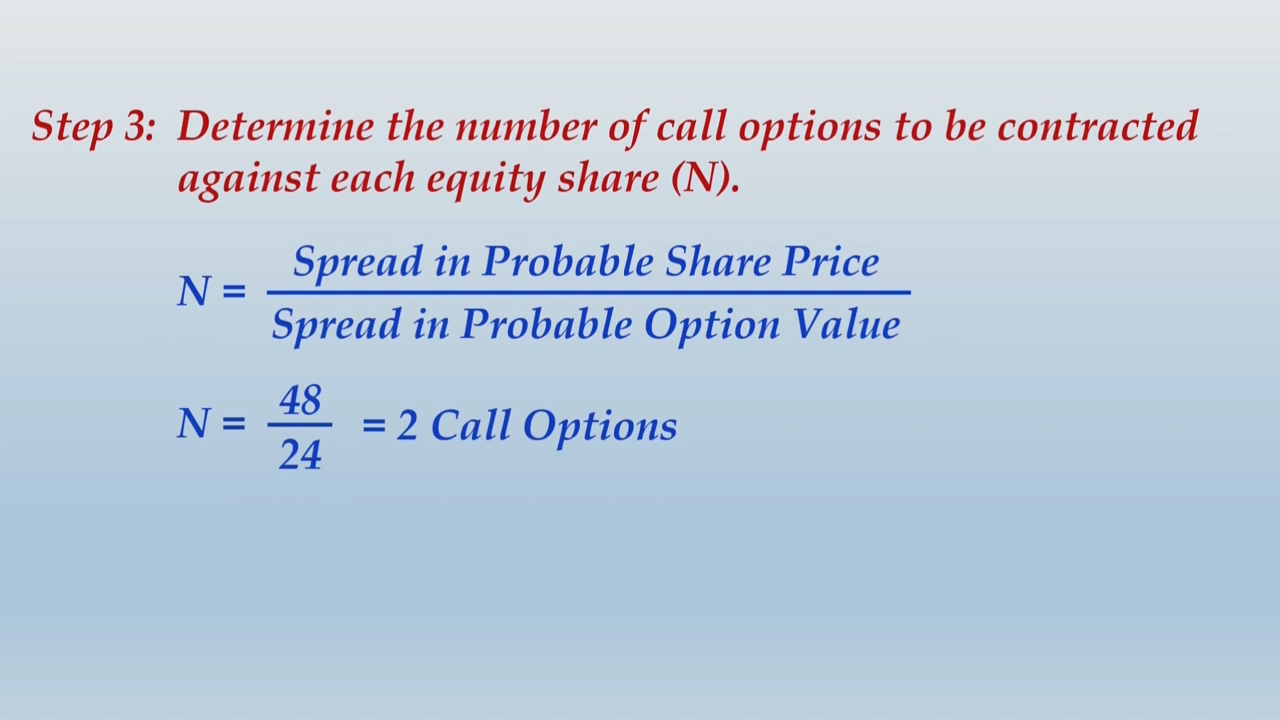 Step 3: Determine the number of call options to be contracted
against each equity share (N).
N = Spread in Probable Share Price
Spread in Probable Option Value
N = 48
24
= 2 Call Options